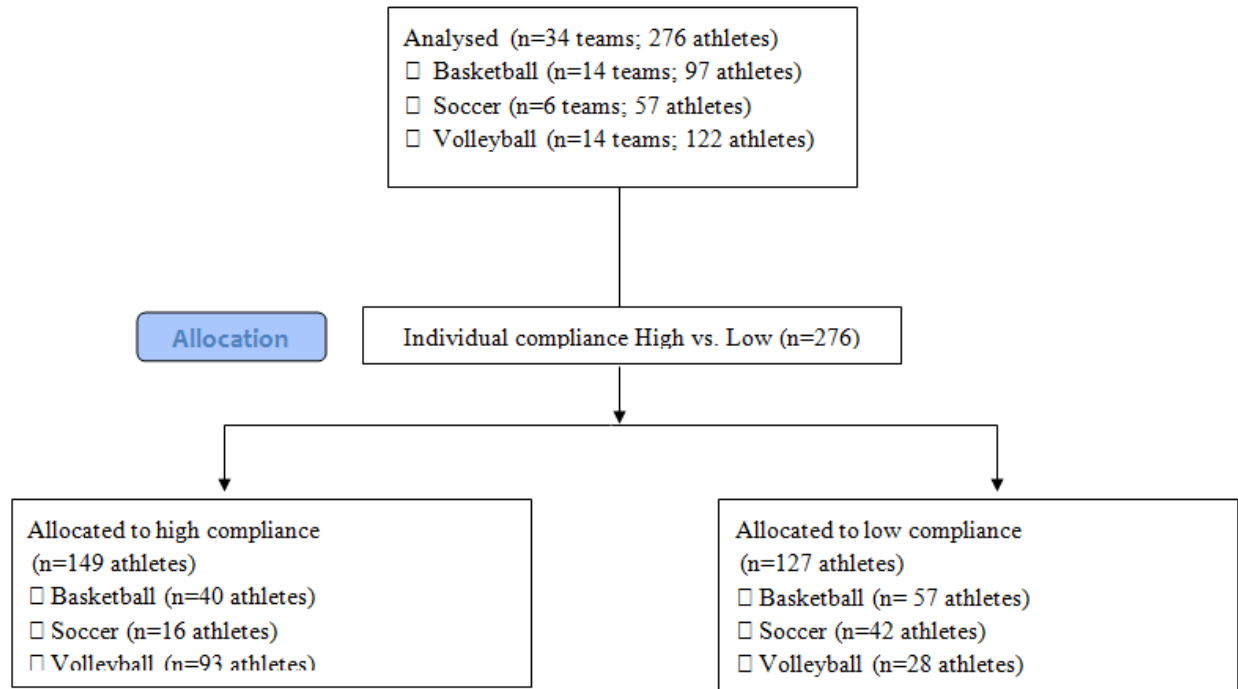 Analysed (n=34 teams; 276 athletes)
□ Basketball (n=14 teams; 97 athletes)
□ Soccer (n=6 teams; 57 athletes)
□ Volleyball (n=14 teams; 122 athletes)
Allocation
Individual compliance High vs. Low (n=276)
Allocated to high compliance
(n=149 athletes)
□ Basketball (n=40 athletes)
□ Soccer (n=16 athletes)
□ Volleyball (n=93 athletes)
Allocated to low compliance
(n=127 athletes)
□ Basketball (n= 57 athletes)
□ Soccer (n=42 athletes)
□ Volleyball (n=28 athletes)